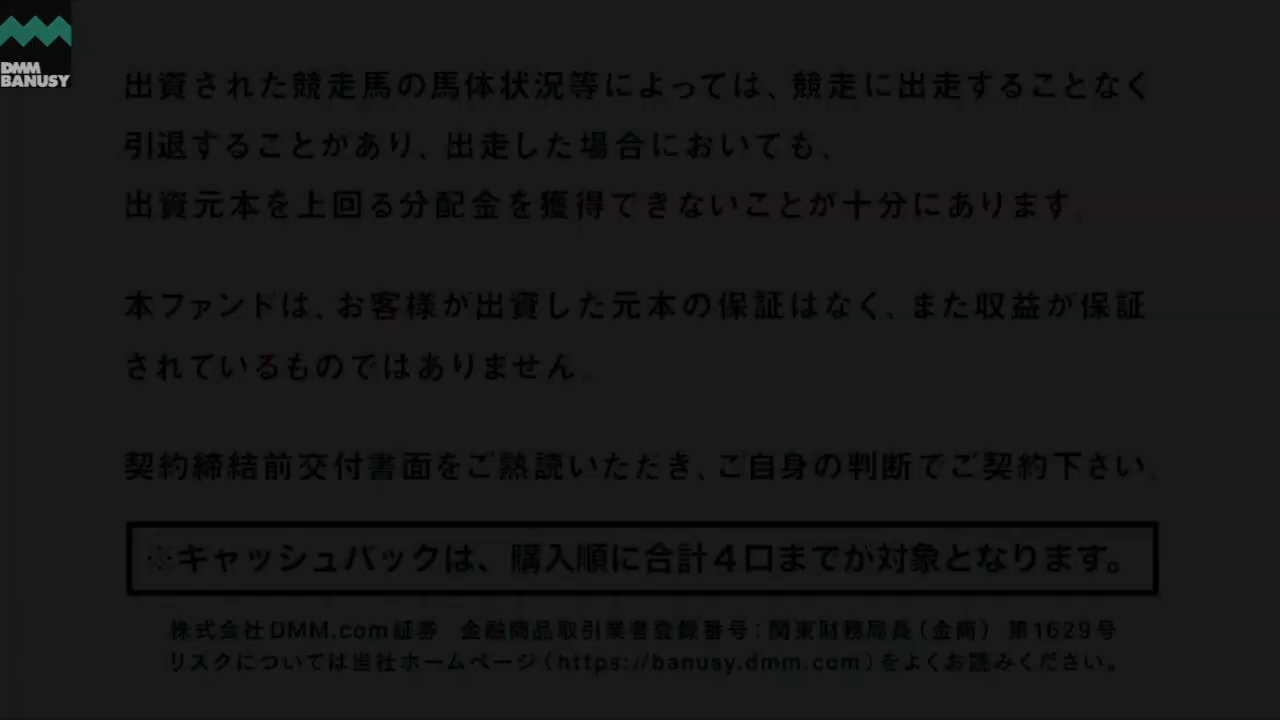 DMM
BANUSY
出資された競走馬の馬体状況等によっては、競走に出走することなく
引退することがあり、出走した場合においても、
出資元本を上回る分配金を獲得できないことが十分にあります。
本ファンドは、お客様が出資した元本の保証はなく、また収益が保証
されているものではありません。
契約締結前交付書面をご熟読いただき、ご自身の判断でご契約下さい。
※キャッシュバックは、購入順に合計4口までが対象となります。
株式会社DMM.com証券 金融商品取引業者登録番号：関東財務局長（金商） 第1629号
リスクについては当社ホームページ（https://banusy.dmm.com）をよくお読みください。